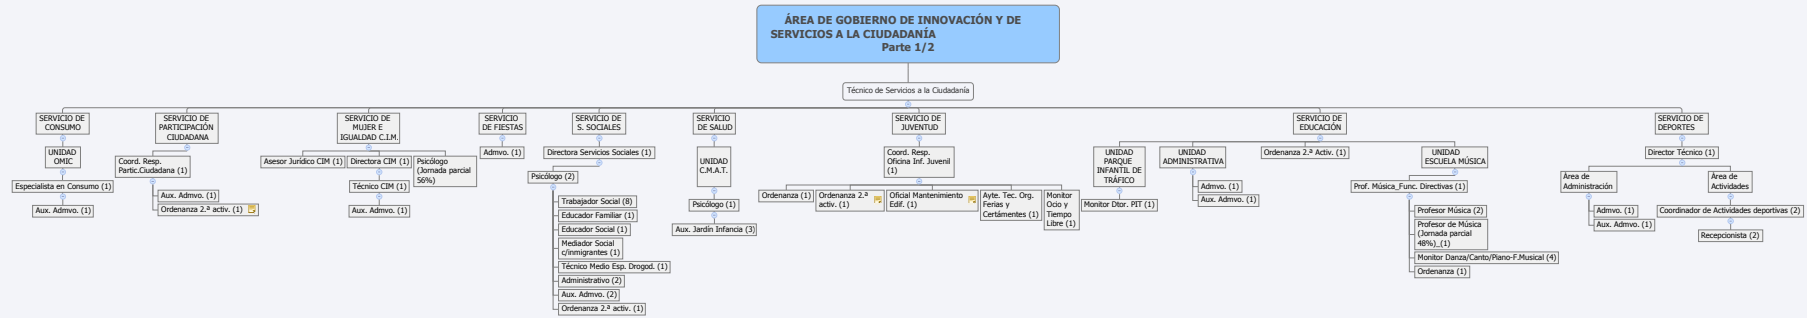 ÁREA DE GOBIERNO DE INNOVACIÓN Y DE
SERVICIOS A LA CIUDADANÍA
Parte 1/2
Técnico de Servicios a la Ciudadanía
SERVICIO DE
CONSUMO
UNIDAD
OMIC
Especialista en Consumo (1)
Aux. Admvo. (1)
SERVICIO DE
PARTICIPACIÓN
CIUDADANA
Coord. Resp.
Partic.Ciudadana (1)
Aux. Admvo. (1)
Ordenanza 2.ª activ. (1)
SERVICIO DE
MUJER E
IGUALDAD C.I.M.
Asesor Jurídico CIM (1)
Directora CIM (1)
Técnico CIM (1)
Aux. Admvo. (1)
Psicólogo
(Jornada parcial
56%)
SERVICIO
DE FIESTAS
Admvo. (1)
SERVICIO DE
S. SOCIALES
Directora Servicios Sociales (1)
Psicólogo (2)
Trabajador Social (8)
Educador Familiar (1)
Educador Social (1)
Mediador Social
c/inmigrantes (1)
Técnico Medio Esp. Drogod. (1)
Administrativo (2)
Aux. Admvo. (2)
Ordenanza 2.ª activ. (1)
SERVICIO
DE SALUD
UNIDAD
C.M.A.T.
Psicólogo (1)
Aux. Jardín Infancia (3)
SERVICIO DE
JUVENTUD
Coord. Resp.
Oficina Inf. Juvenil
(1)
Ordenanza (1)
Ordenanza 2.ª
activ. (1)
Oficial Mantenimiento
Edif. (1)
Ayte. Tec. Org.
Ferias y
Certámentes (1)
Monitor
Ocio y
Tiempo
Libre (1)
SERVICIO DE
EDUCACIÓN
UNIDAD
PARQUE
INFANTIL DE
TRÁFICO
Monitor Dtor. PIT (1)
UNIDAD
ADMINISTRATIVA
Admvo. (1)
Aux. Admvo. (1)
Ordenanza 2.ª Activ. (1)
UNIDAD
ESCUELA MÚSICA
Prof. Música_Func. Directivas (1)
Profesor Música (2)
Profesor de Música
(Jornada parcial
48%)_(1)
Monitor Danza/Canto/Piano-F.Musical (4)
Ordenanza (1)
SERVICIO DE
DEPORTES
Director Técnico (1)
Área de
Administración
Admvo. (1)
Aux. Admvo. (1)
Área de
Actividades
Coordinador de Actividades deportivas (2)
Recepcionista (2)